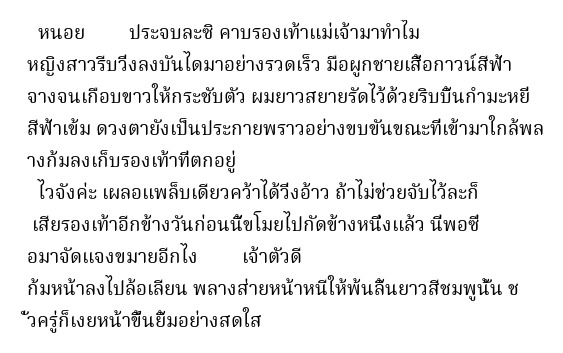 หนอย ประจบละซิ คาบรองเท้าแม่เจ้ามาทำไม
หญิงสาวรีบวิ่งลงบันไดมาอย่างรวดเร็ว มือผูกชายเสื้อกาวน์สีฟ้า
จางจนเกือบขาวให้กระชับตัว ผมยาวสยายรัดไว้ด้วยริบบิ้นกำมะหยี่
สีฟ้าเข้ม ดวงตายังเป็นประกายพราวอย่างขบขันขณะที่เข้ามาใกล้พล
างก้มลงเก็บรองเท้าที่ตกอยู่
ไวจังค่ะ เผลอแพล็บเดียวคว้าได้วิ่งอ้าว ถ้าไม่ช่วยจับไว้ละก็
เสียรองเท้าอีกข้างวันก่อนนี้ขโมยไปกัดข้างหนึ่งแล้ว นี่พอซื้
อมาจัดแจงขมายอีกไง เจ้าตัวดี
ก้มหน้าลงไปล้อเลียน พลางส่ายหน้าหนีให้พ้นลิ้นยาวสีชมพูนั้น ช
ั่วครู่ก็เงยหน้าขึ้นยิ้มอย่างสดใส